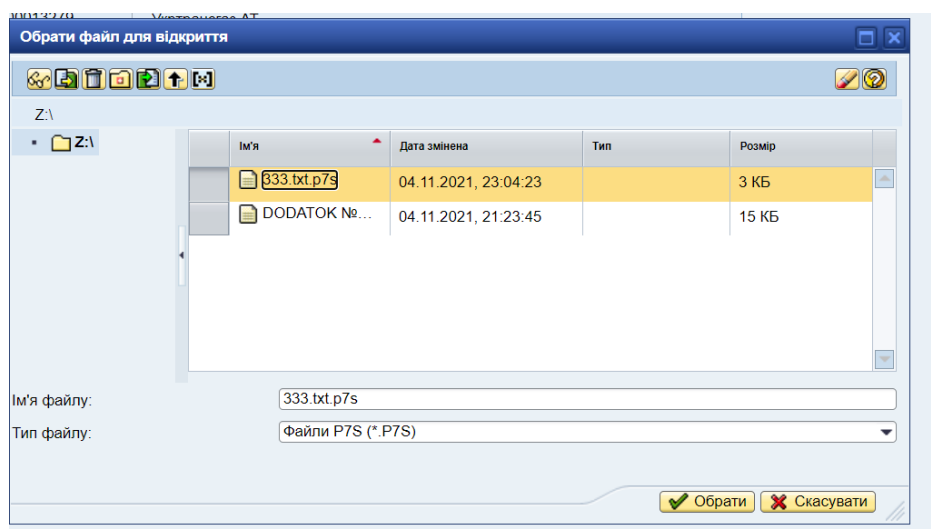 Обрати файл для відкриття
Z:\
Z:\
Ім'я Дата змінена Тип Розмір
333.txt.p7s 04.11.2021, 23:04:23 3 КБ
DODATOK №... 04.11.2021, 21:23:45 15 КБ
Ім'я файлу: 333.txt.p7s
Тип файлу: Файли P7S (*.P7S)
Обрати Скасувати